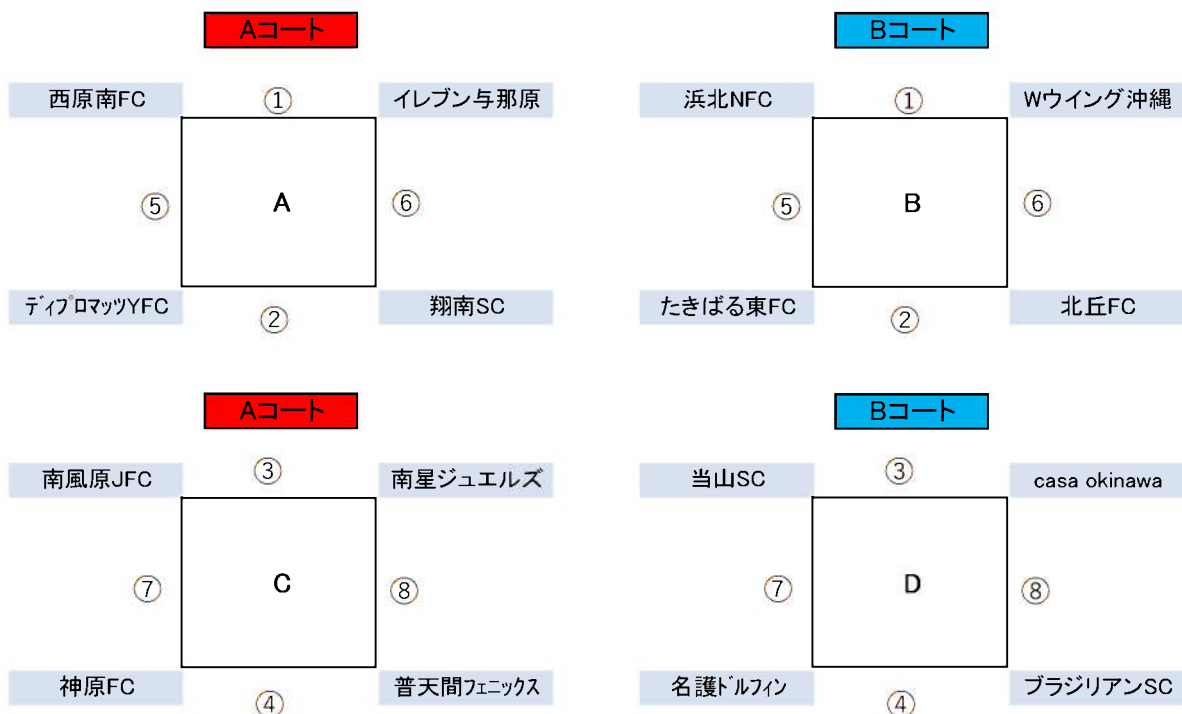 Aコート
Bコート
西原南FC ① イレブン与那原
浜北NFC ① Wウイング沖縄
⑤ A ⑥
⑤ B ⑥
ディプロマッツYFC ② 翔南SC
たきばる東FC ② 北丘FC
Aコート
Bコート
南風原JFC ③ 南星ジュエルズ
当山SC ③ casa okinawa
⑦ C ⑧
⑦ D ⑧
神原FC ④ 普天間フェニックス
名護ドルフィン ④ ブラジリアンSC